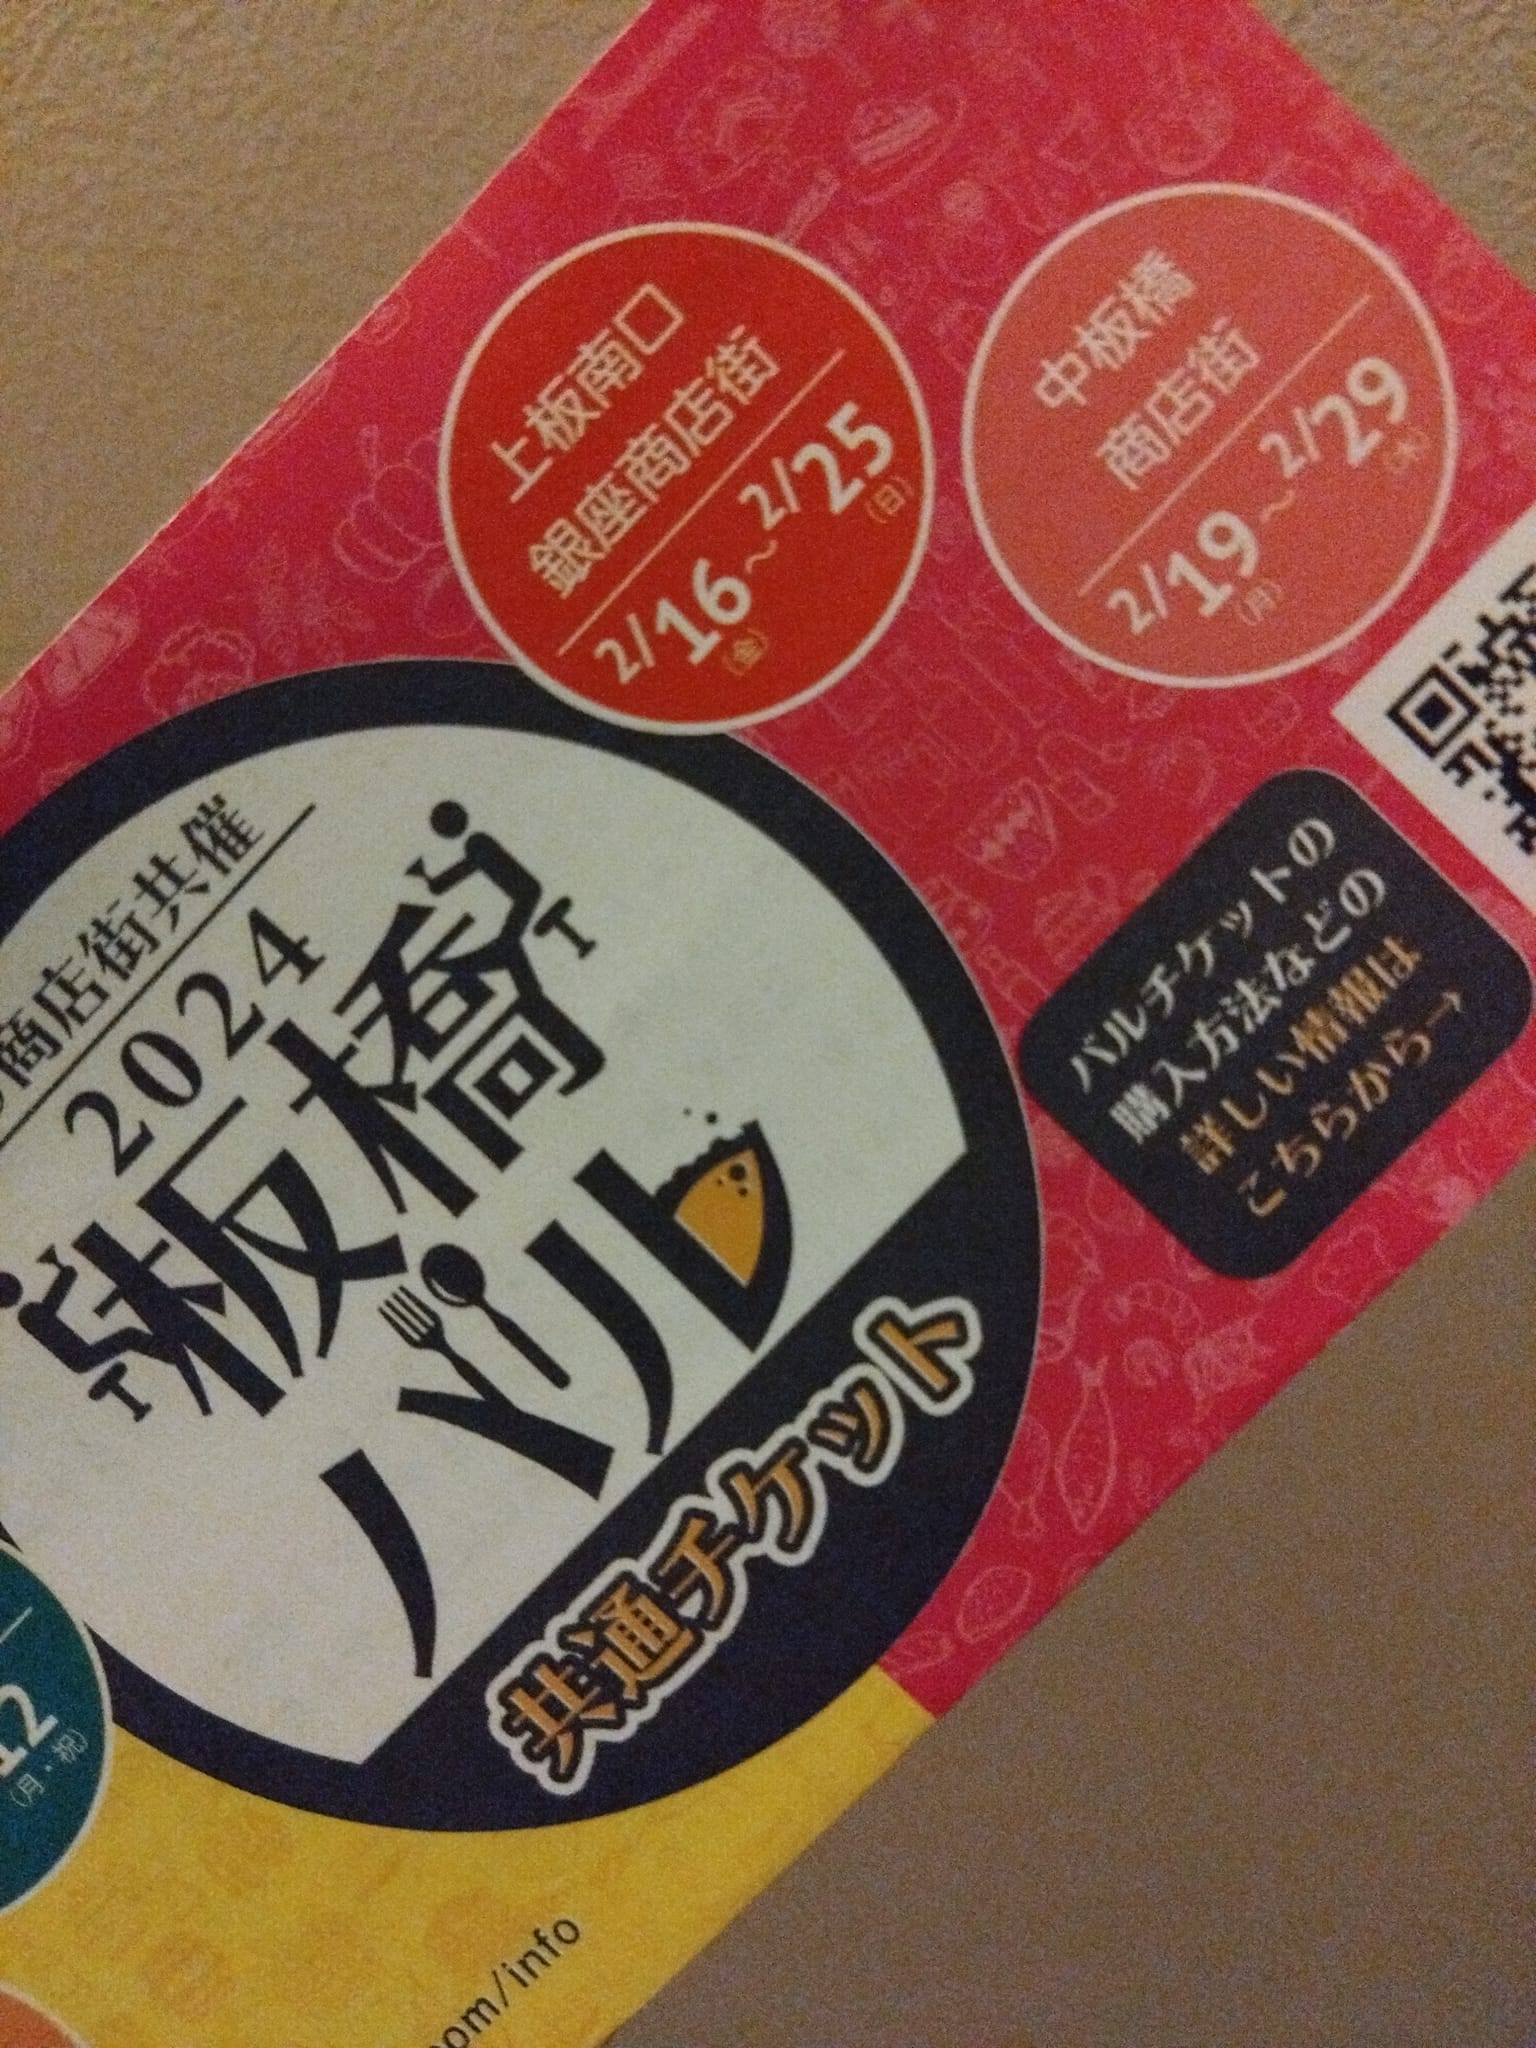 上板南口
銀座商店街
2/16(金)~2/25(日)
中板橋
商店街
2/19(月)~2/29(木)
商店街共催
2024
板橋
バル
共通チケット
バルチケットの
購入方法などの
詳しい情報は
こちらから→
12
(月・祝)
om/info